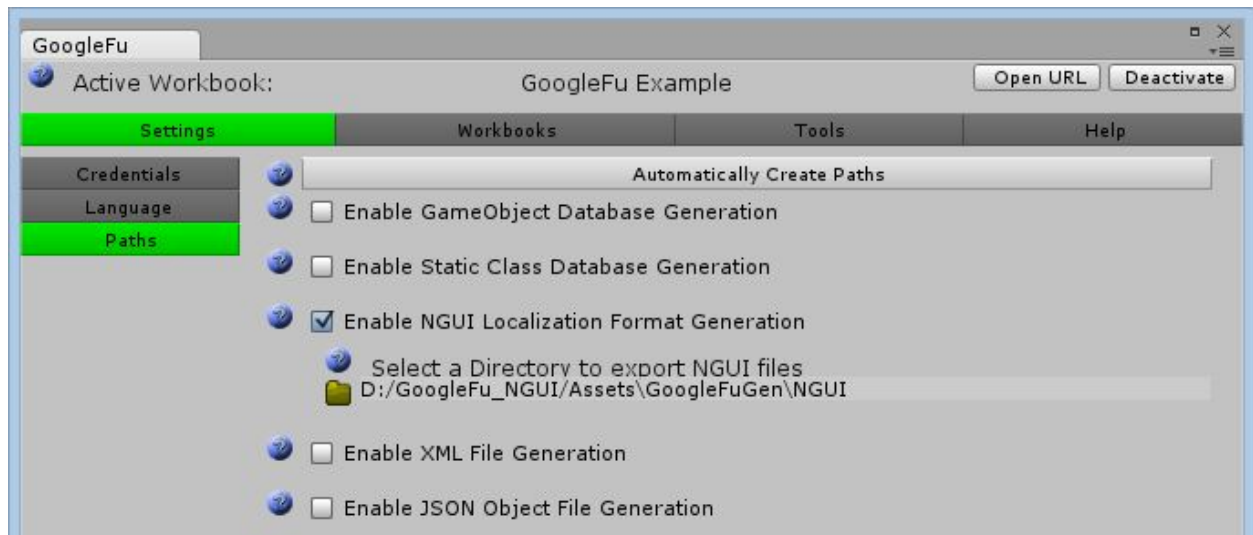 GoogleFu
Active Workbook: GoogleFu Example Open URL Deactivate
Settings Workbooks Tools Help
Credentials Automatically Create Paths
Language Enable GameObject Database Generation
Paths
Enable Static Class Database Generation
Enable NGUI Localization Format Generation
Select a Directory to export NGUI files
D:/GoogleFu_NGUI/Assets\GoogleFuGen\NGUI
Enable XML File Generation
Enable JSON Object File Generation